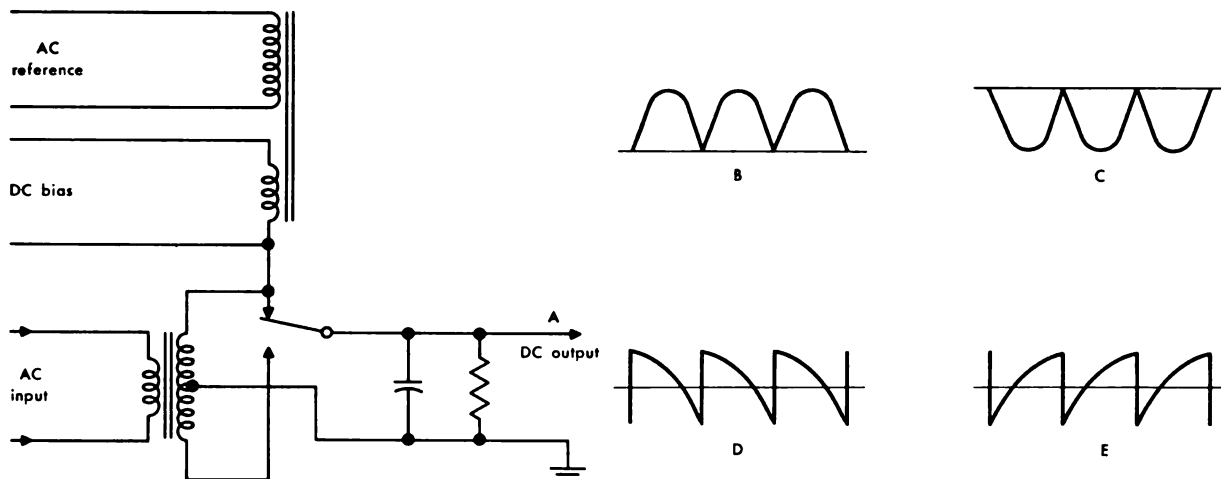 AC
reference
DC bias
AC
input
A
DC output
B
C
D
E